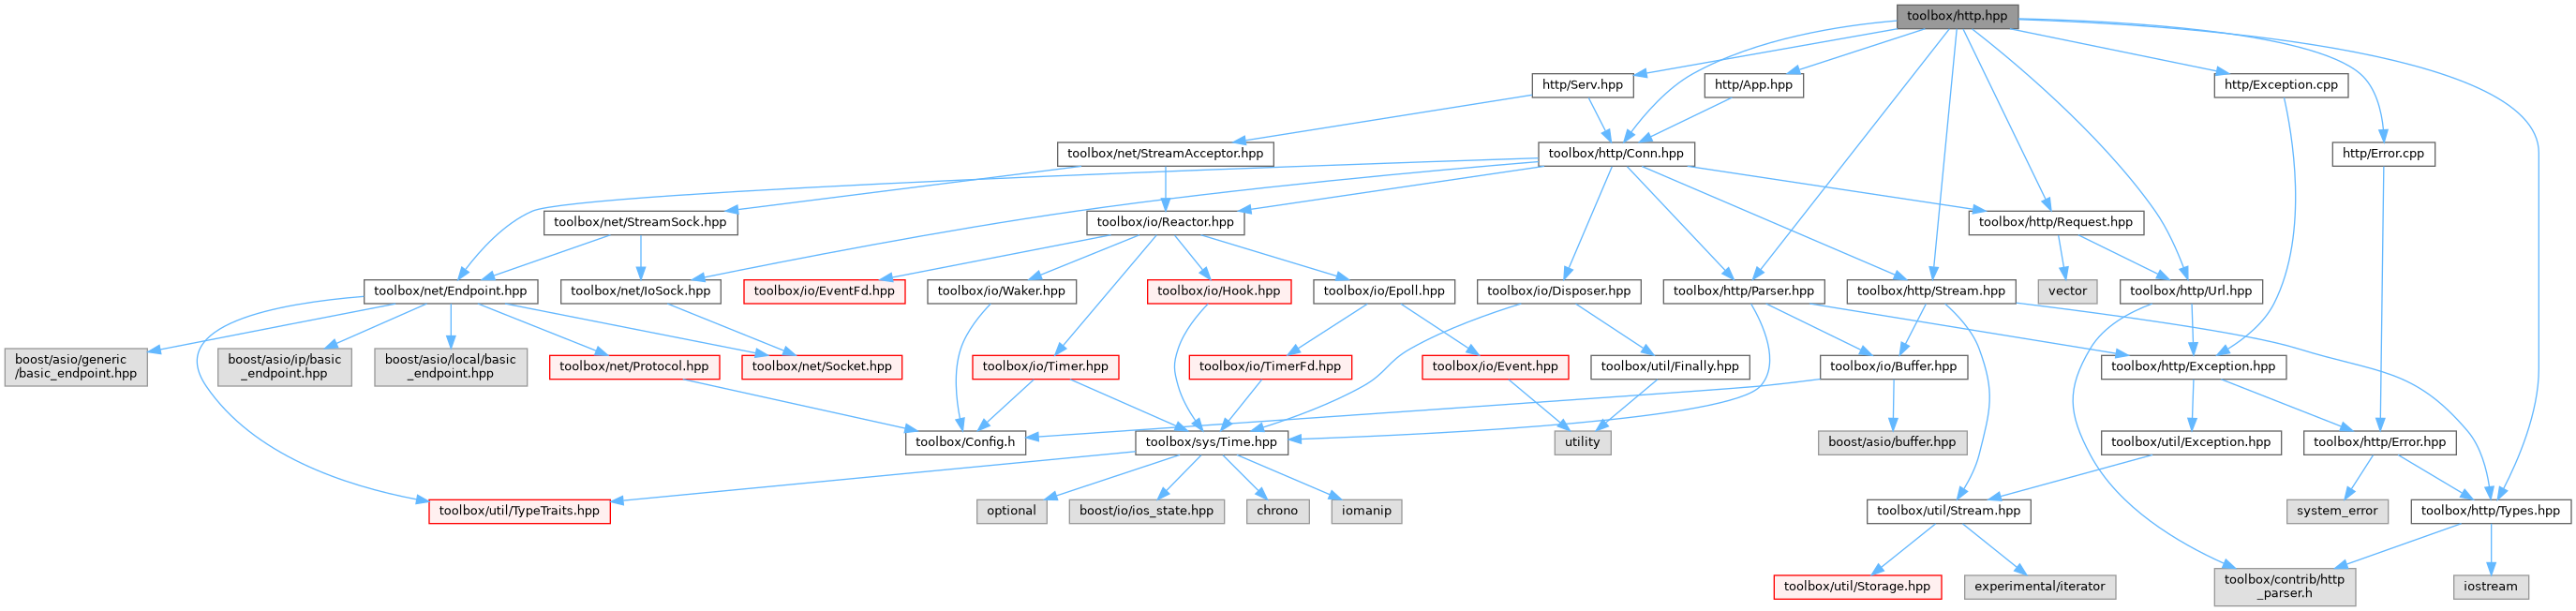 toolbox/http.hpp
http/Serv.hpp
http/App.hpp
http/Exception.cpp
toolbox/net/StreamAcceptor.hpp
toolbox/http/Conn.hpp
http/Error.cpp
toolbox/net/StreamSock.hpp
toolbox/io/Reactor.hpp
toolbox/http/Request.hpp
toolbox/net/Endpoint.hpp
toolbox/net/IoSock.hpp
toolbox/io/EventFd.hpp
toolbox/io/Waker.hpp
toolbox/io/Hook.hpp
toolbox/io/Epoll.hpp
toolbox/io/Disposer.hpp
toolbox/http/Parser.hpp
toolbox/http/Stream.hpp
vector
toolbox/http/Url.hpp
boost/asio/generic
/basic_endpoint.hpp
boost/asio/ip/basic
_endpoint.hpp
boost/asio/local/basic
_endpoint.hpp
toolbox/net/Protocol.hpp
toolbox/net/Socket.hpp
toolbox/io/Timer.hpp
toolbox/io/TimerFd.hpp
toolbox/io/Event.hpp
toolbox/util/Finally.hpp
toolbox/io/Buffer.hpp
toolbox/http/Exception.hpp
toolbox/Config.h
toolbox/sys/Time.hpp
utility
boost/asio/buffer.hpp
toolbox/util/Exception.hpp
toolbox/http/Error.hpp
toolbox/util/TypeTraits.hpp
optional
boost/io/ios_state.hpp
chrono
iomanip
toolbox/util/Stream.hpp
system_error
toolbox/http/Types.hpp
toolbox/util/Storage.hpp
experimental/iterator
toolbox/contrib/http
_parser.h
iostream